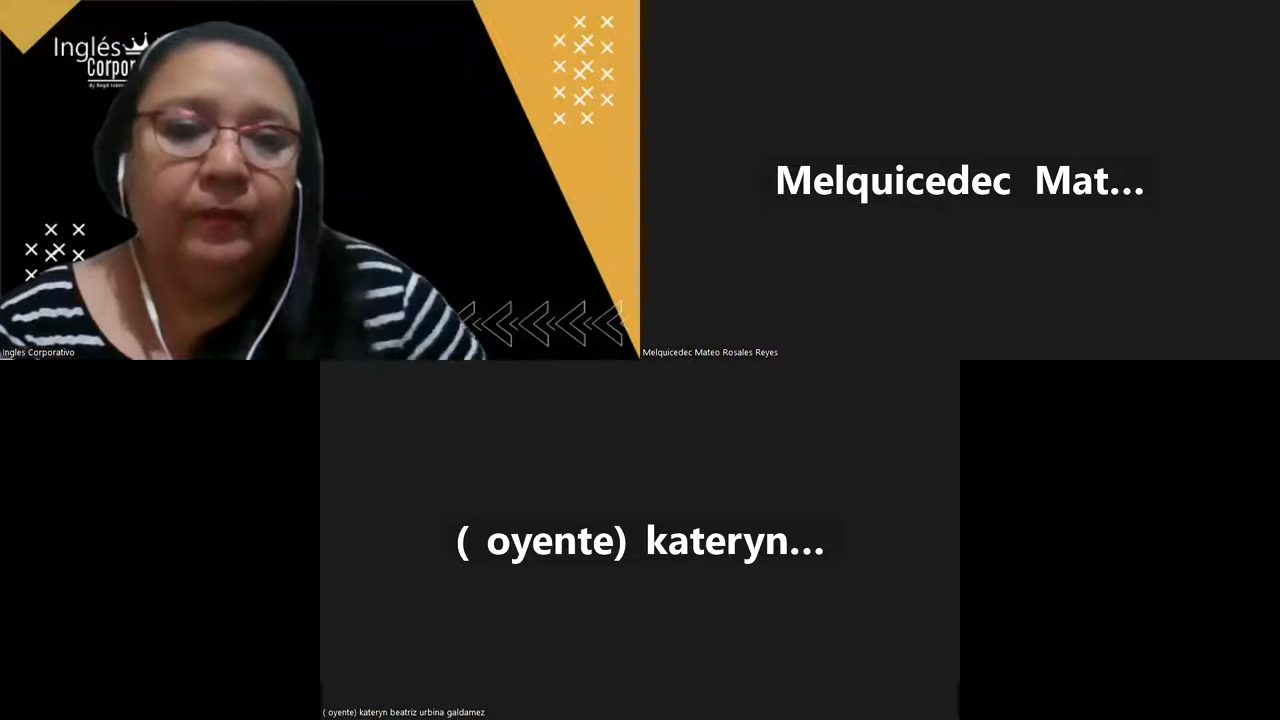 Inglés
Corpor
Ingles Corporativo
Melquicedec Mat...
Melquicedec Mateo Rosales Reyes
( oyente) kateryn...
( oyente) kateryn beatriz urbina galdamez